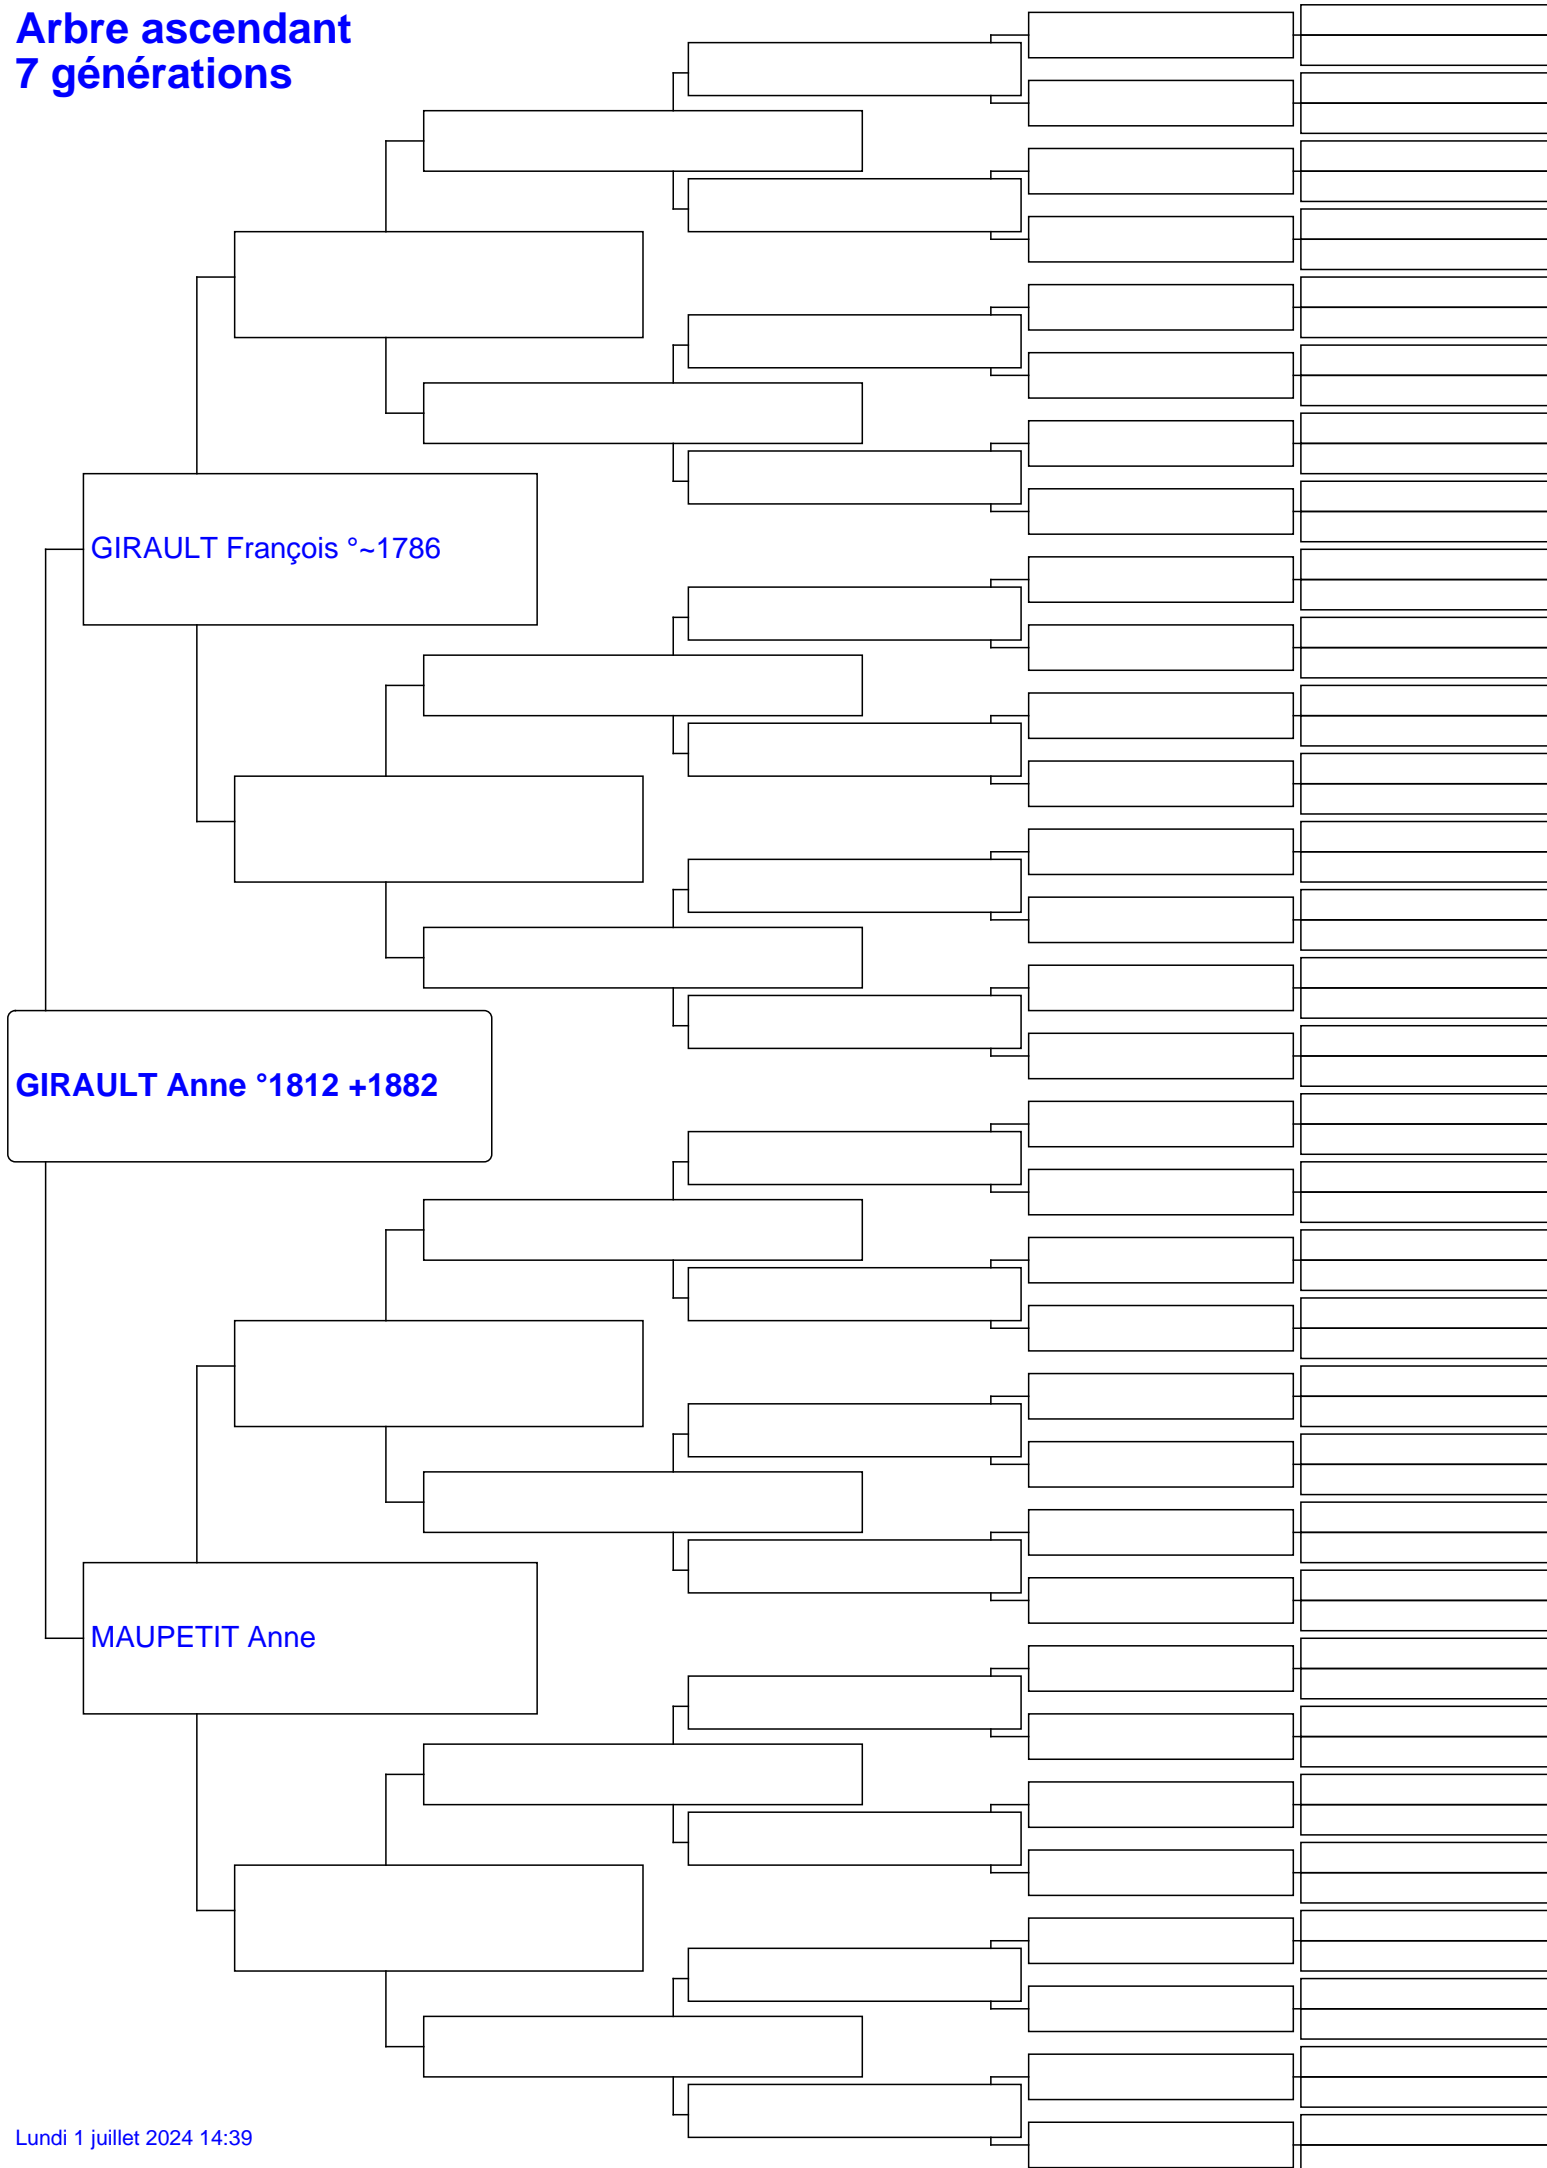 Arbre ascendant
7 générations
GIRAULT François °~1786
GIRAULT Anne °1812 +1882
MAUPETIT Anne
Lundi 1 juillet 2024 14:39